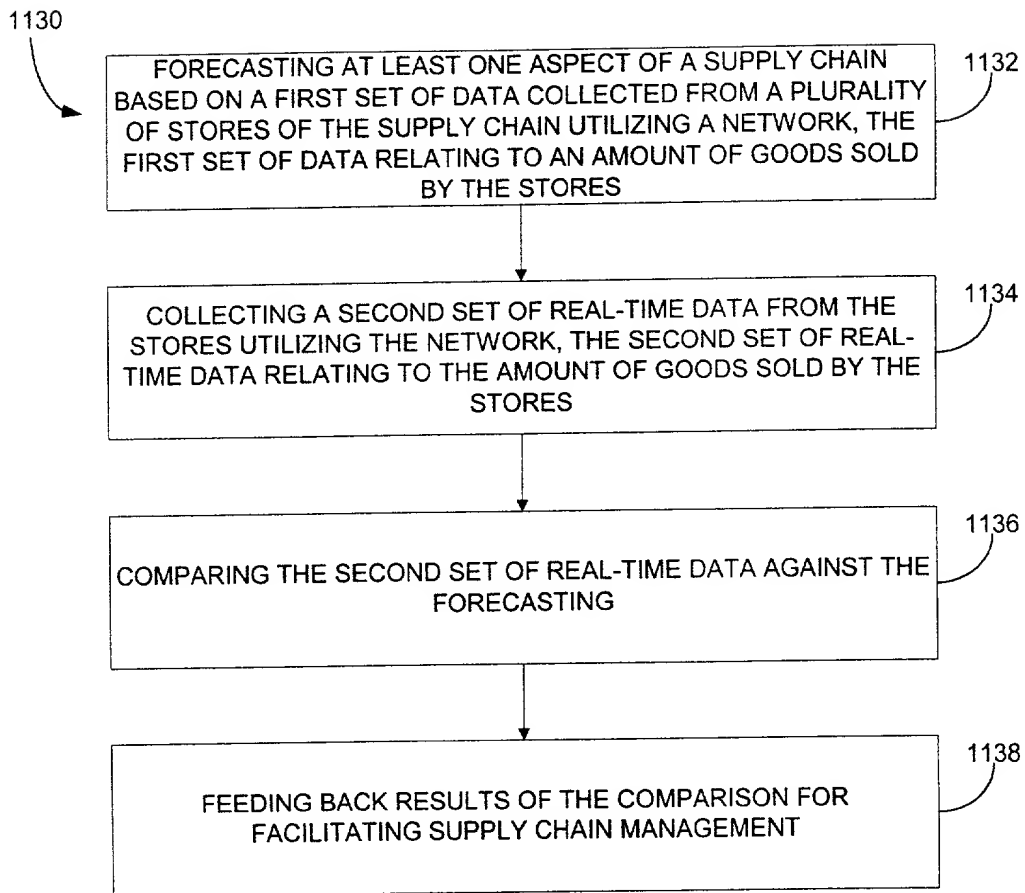 1130
FORECASTING AT LEAST ONE ASPECT OF A SUPPLY CHAIN
BASED ON A FIRST SET OF DATA COLLECTED FROM A PLURALITY
OF STORES OF THE SUPPLY CHAIN UTILIZING A NETWORK, THE
FIRST SET OF DATA RELATING TO AN AMOUNT OF GOODS SOLD
BY THE STORES
1132
COLLECTING A SECOND SET OF REAL-TIME DATA FROM THE
STORES UTILIZING THE NETWORK, THE SECOND SET OF REAL-
TIME DATA RELATING TO THE AMOUNT OF GOODS SOLD BY THE
STORES
1134
COMPARING THE SECOND SET OF REAL-TIME DATA AGAINST THE
FORECASTING
1136
FEEDING BACK RESULTS OF THE COMPARISON FOR
FACILITATING SUPPLY CHAIN MANAGEMENT
1138